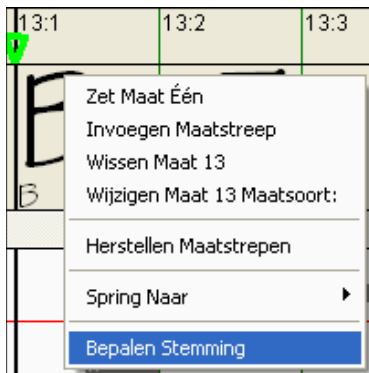 13:1 13:2 13:3
Zet Maat Één
Invoegen Maatstreep
Wissen Maat 13
Wijzigen Maat 13 Maatsoort:
B
Herstellen Maatstrepen
Spring Naar
Bepalen Stemming